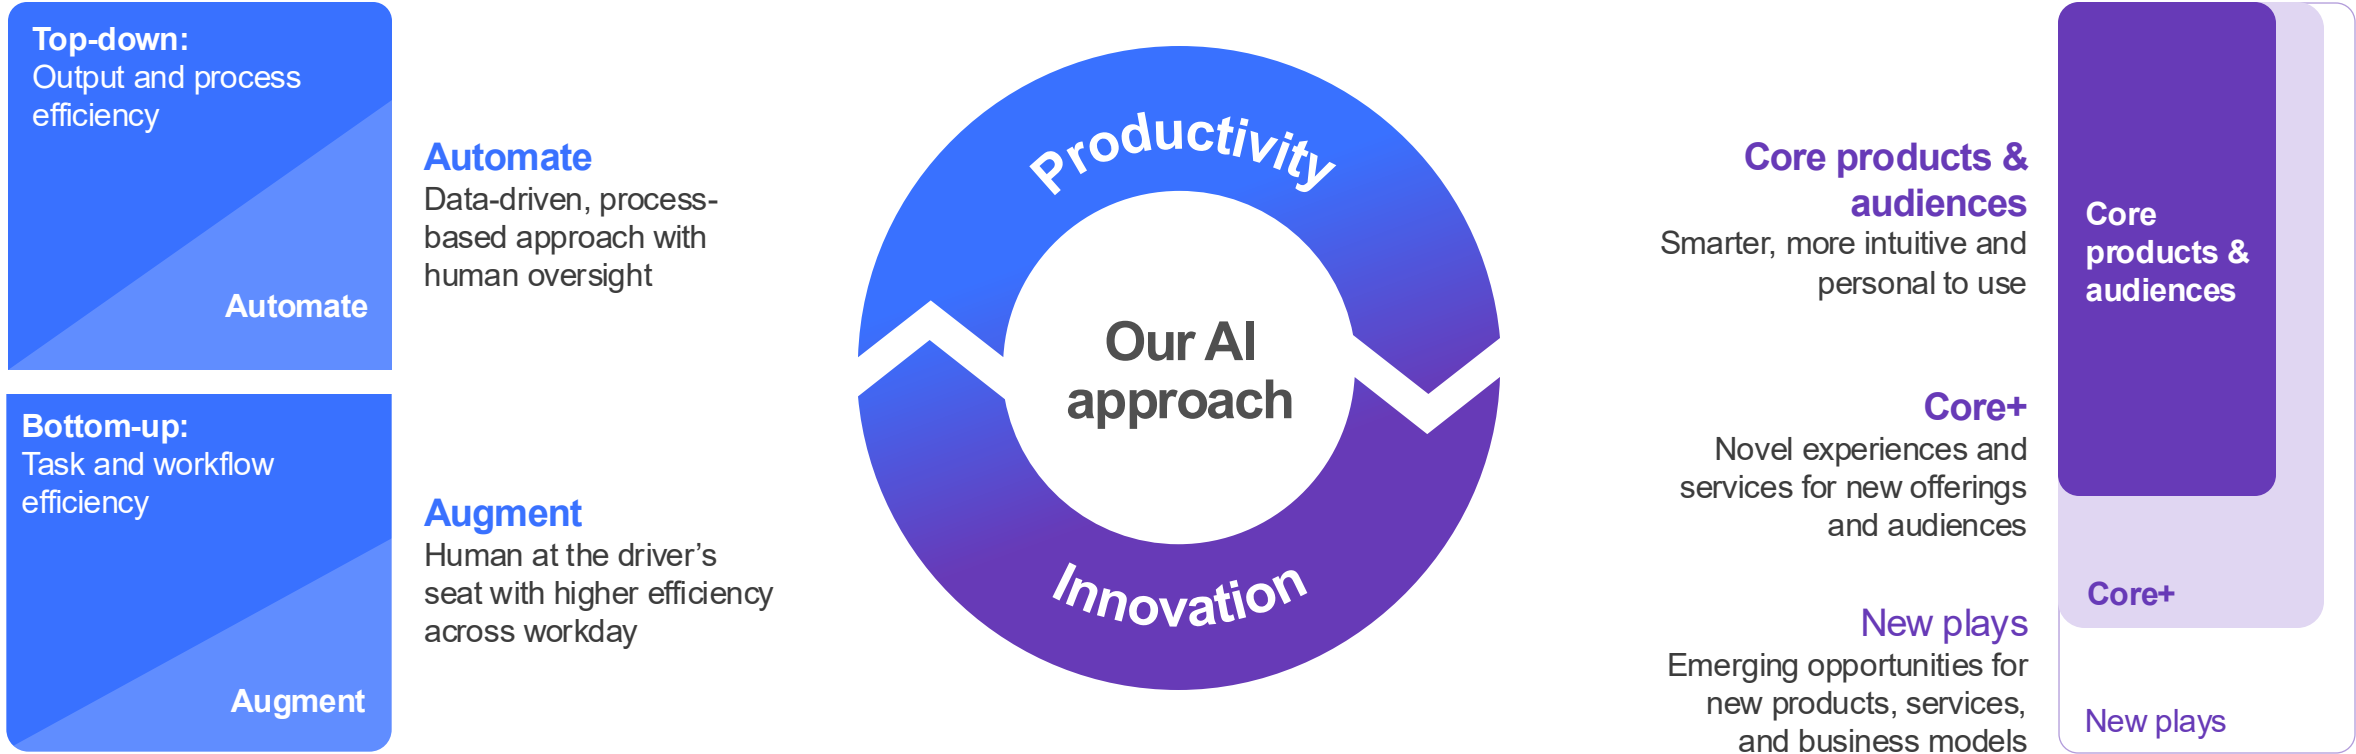 Top-down:
Output and process
efficiency
Automate
Bottom-up:
Task and workflow
efficiency
Augment
Automate
Data-driven, process-
based approach with
human oversight
Augment
Human at the driver’s
seat with higher efficiency
across workday
Productivity
Our AI
approach
Innovation
Core products &
audiences
Smarter, more intuitive and
personal to use
Core+
Novel experiences and
services for new offerings
and audiences
New plays
Emerging opportunities for
new products, services,
and business models
Core
products &
audiences
Core+
New plays